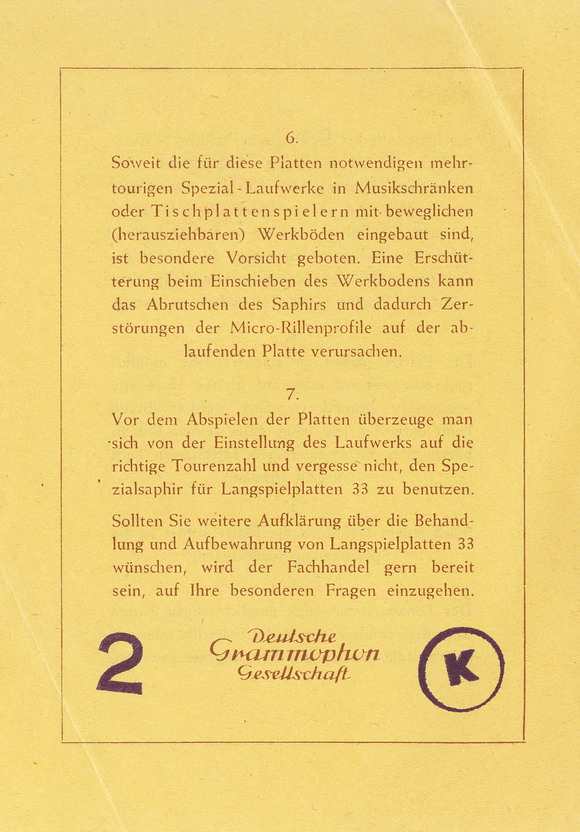 6.
Soweit die für diese Platten notwendigen mehr-
tourigen Spezial-Laufwerke in Musikschränken
oder Tischplattenspielern mit beweglichen
(herausziehbaren) Werkböden eingebaut sind,
ist besondere Vorsicht geboten. Eine Erschüt-
terung beim Einschieben des Werkbodens kann
das Abrutschen des Saphirs und dadurch Zer-
störungen der Micro-Rillenprofile auf der ab-
laufenden Platte verursachen.
7.
Vor dem Abspielen der Platten überzeuge man
sich von der Einstellung des Laufwerks auf die
richtige Tourenzahl und vergesse nicht, den Spe-
zialsaphir für Langspielplatten 33 zu benutzen.
Sollten Sie weitere Aufklärung über die Behand-
lung und Aufbewahrung von Langspielplatten 33
wünschen, wird der Fachhandel gern bereit
sein, auf Ihre besonderen Fragen einzugehen.
2
Deutsche
Grammophon
Gesellschaft
K